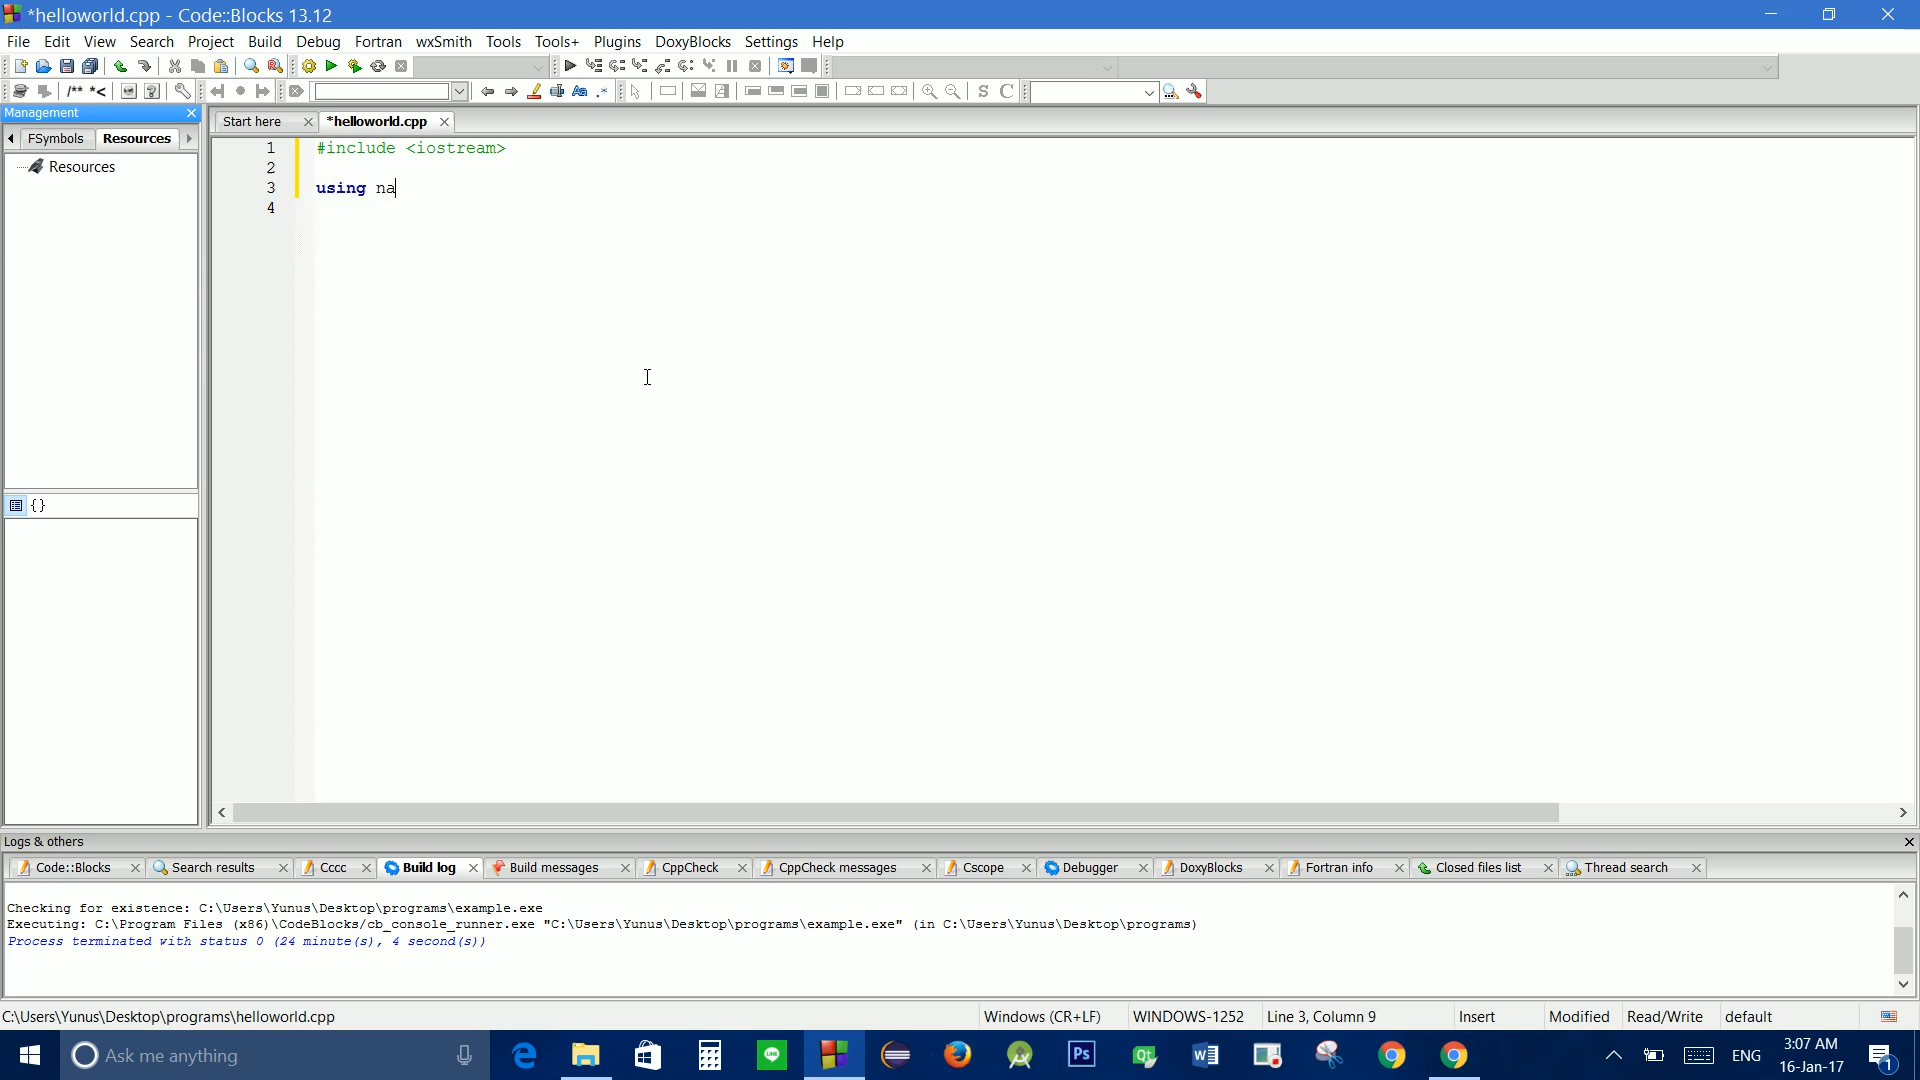 *helloworld.cpp - Code::Blocks 13.12
File Edit View Search Project Build Debug Fortran wxSmith Tools Tools+ Plugins DoxyBlocks Settings Help
/** *<
Aa .* S C
Management
Start here *helloworld.cpp
FSymbols Resources
Resources
1 #include <iostream>
2
3 using na
4
{}
Logs & others
Code::Blocks Search results Cccc Build log Build messages CppCheck CppCheck messages Cscope Debugger DoxyBlocks Fortran info Closed files list Thread search
Checking for existence: C:\Users\Yunus\Desktop\programs\example.exe
Executing: C:\Program Files (x86)\CodeBlocks/cb_console_runner.exe "C:\Users\Yunus\Desktop\programs\example.exe" (in C:\Users\Yunus\Desktop\programs)
Process terminated with status 0 (24 minute(s), 4 second(s))
C:\Users\Yunus\Desktop\programs\helloworld.cpp Windows (CR+LF) WINDOWS-1252 Line 3, Column 9 Insert Modified Read/Write default
Ask me anything
LINE
Ps
Qt
W
ENG
3:07 AM
16-Jan-17
1